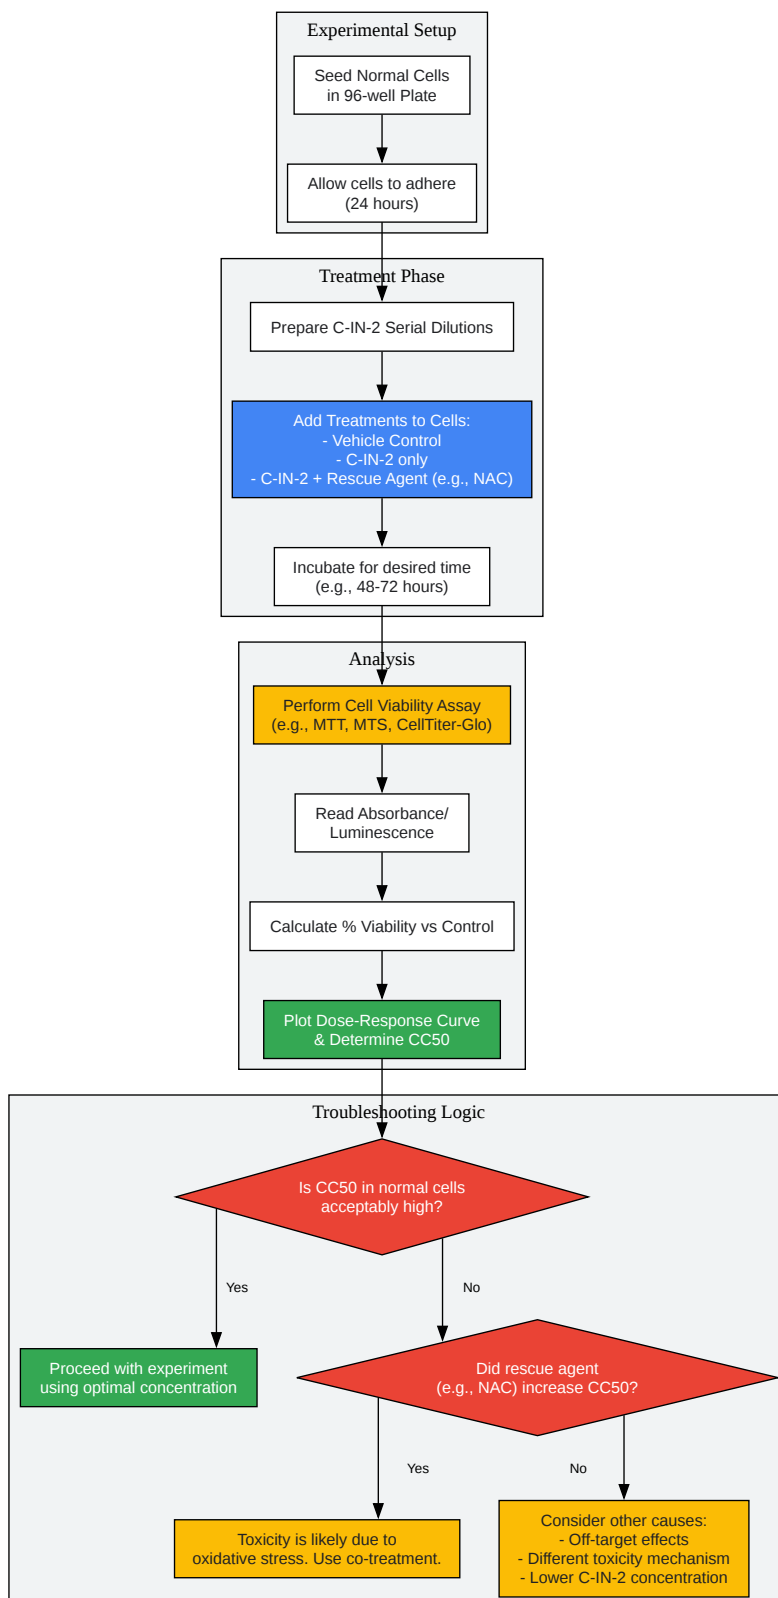 Experimental Setup
Seed Normal Cells
in 96-well Plate
Allow cells to adhere
(24 hours)
Treatment Phase
Prepare C-IN-2 Serial Dilutions
Add Treatments to Cells:
- Vehicle Control
- C-IN-2 only
- C-IN-2 + Rescue Agent (e.g., NAC)
Incubate for desired time
(e.g., 48-72 hours)
Analysis
Perform Cell Viability Assay
(e.g., MTT, MTS, CellTiter-Glo)
Read Absorbance/
Luminescence
Calculate % Viability vs Control
Plot Dose-Response Curve
& Determine CC50
Troubleshooting Logic
Is CC50 in normal cells
acceptably high?
Yes
No
Proceed with experiment
using optimal concentration
Did rescue agent
(e.g., NAC) increase CC50?
Yes
No
Toxicity is likely due to
oxidative stress. Use co-treatment.
Consider other causes:
- Off-target effects
- Different toxicity mechanism
- Lower C-IN-2 concentration